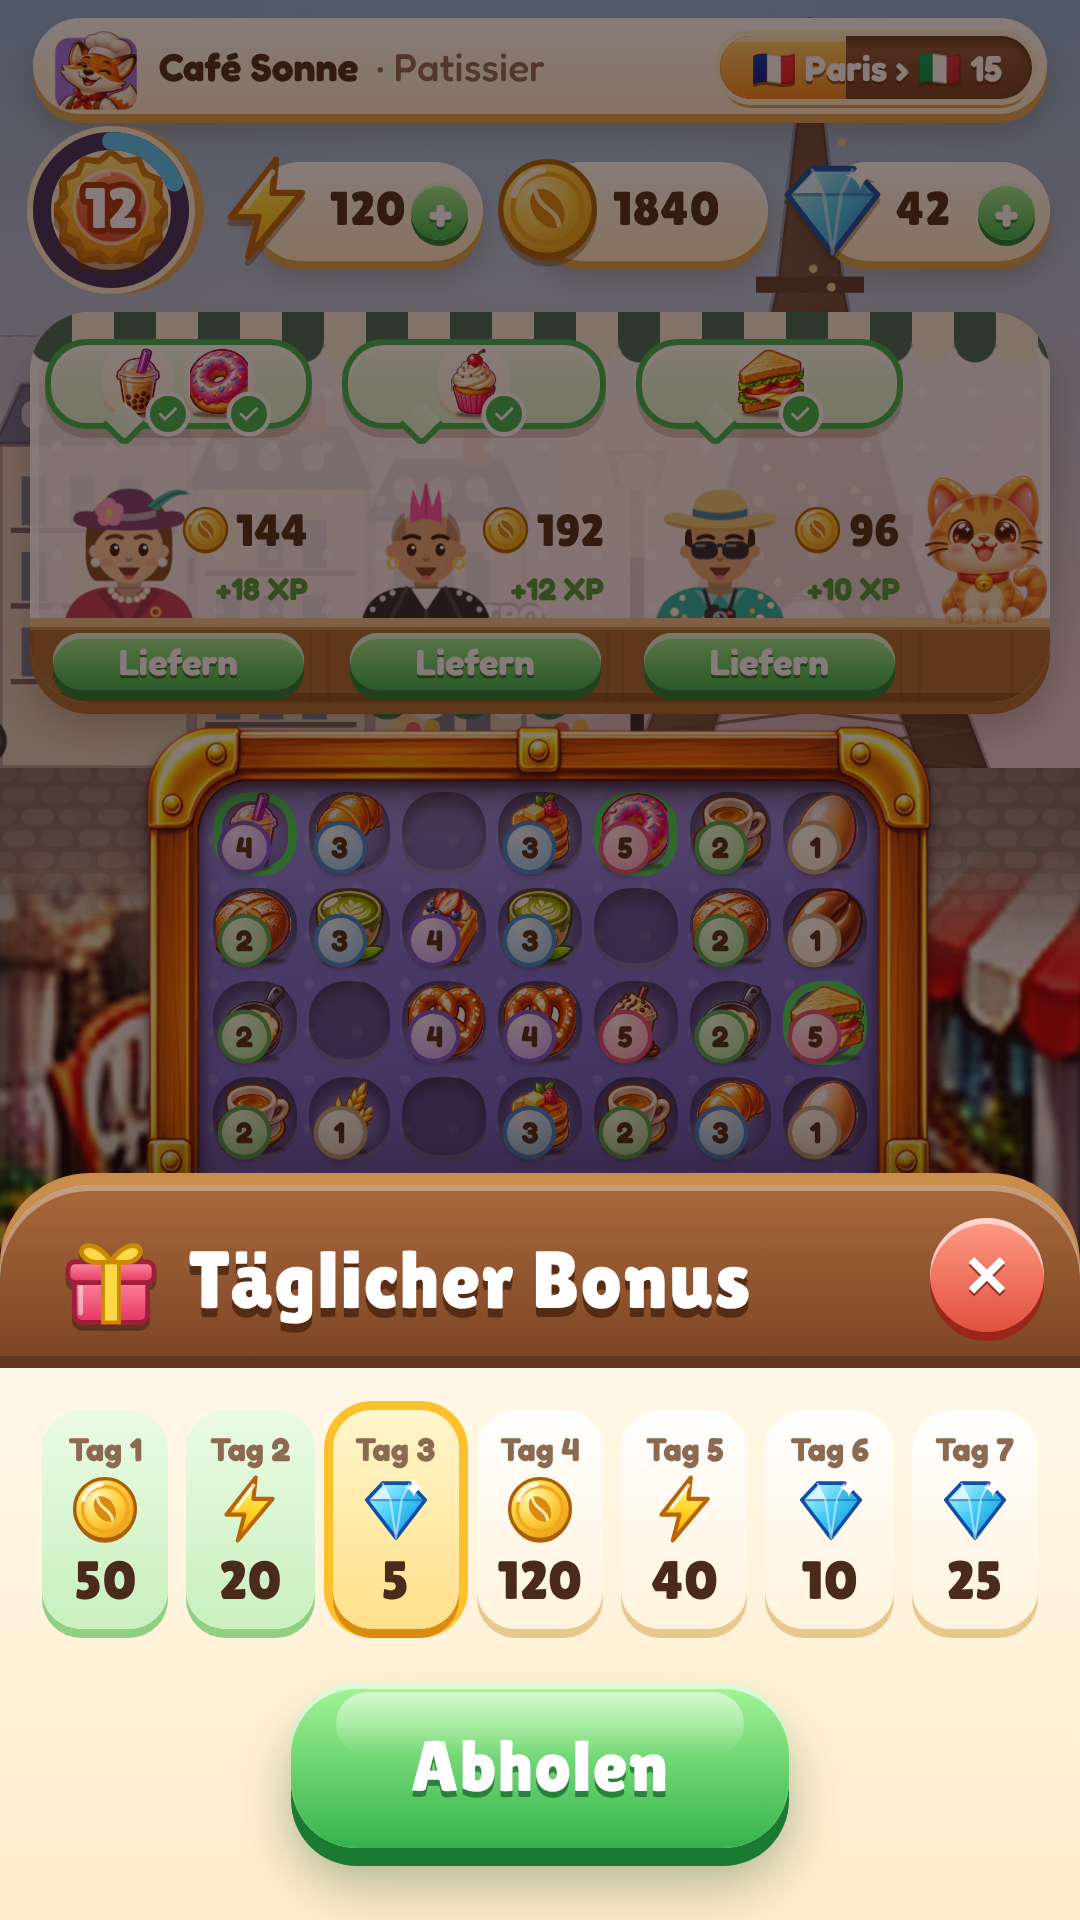 Café Sonne · Patissier
Paris › 15
12
120
1840
42
144
+18 XP
192
+12 XP
96
+10 XP
Liefern
Liefern
Liefern
4 3 3 5 2 1
2 3 4 3 2 1
2 4 4 5 2 5
2 1 3 2 3 1
Täglicher Bonus
Tag 1 Tag 2 Tag 3 Tag 4 Tag 5 Tag 6 Tag 7
50 20 5 120 40 10 25
Abholen